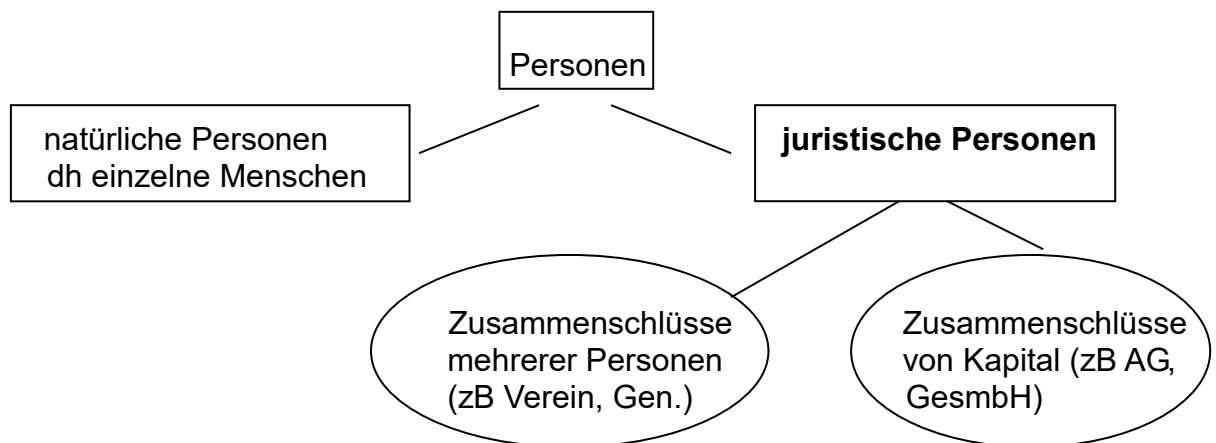 Personen
natürliche Personen
dh einzelne Menschen
juristische Personen
Zusammenschlüsse
mehrerer Personen
(zB Verein, Gen.)
Zusammenschlüsse
von Kapital (zB AG,
GesmbH)